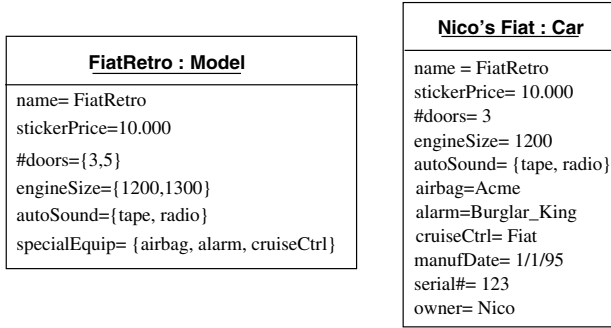 FiatRetro : Model
name= FiatRetro
stickerPrice=10.000
#doors={3,5}
engineSize={1200,1300}
autoSound={tape, radio}
specialEquip= {airbag, alarm, cruiseCtrl}
Nico's Fiat : Car
name = FiatRetro
stickerPrice= 10.000
#doors= 3
engineSize= 1200
autoSound= {tape, radio}
airbag=Acme
alarm=Burglar_King
cruiseCtrl= Fiat
manufDate= 1/1/95
serial#= 123
owner= Nico